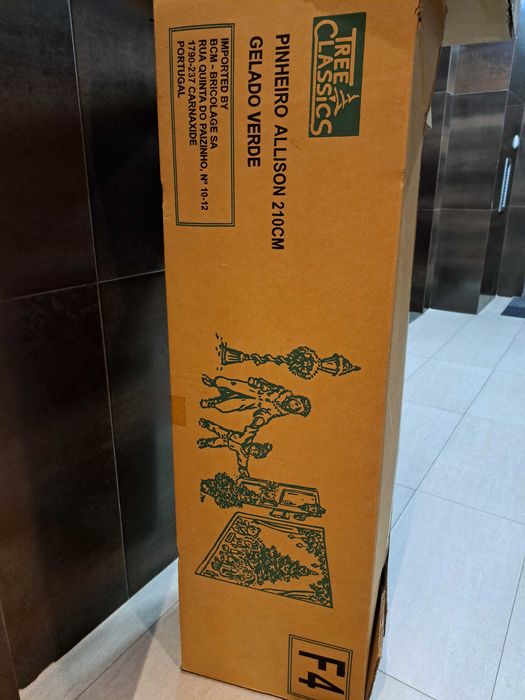 TREE
CLASSICS
PINHEIRO ALLISON 210CM
GELADO VERDE
IMPORTED BY
BCM - BRICOLAGE SA
RUA QUINTA DO PAIZINHO, Nº 10-12
1790-237 CARNAXIDE
PORTUGAL
F4